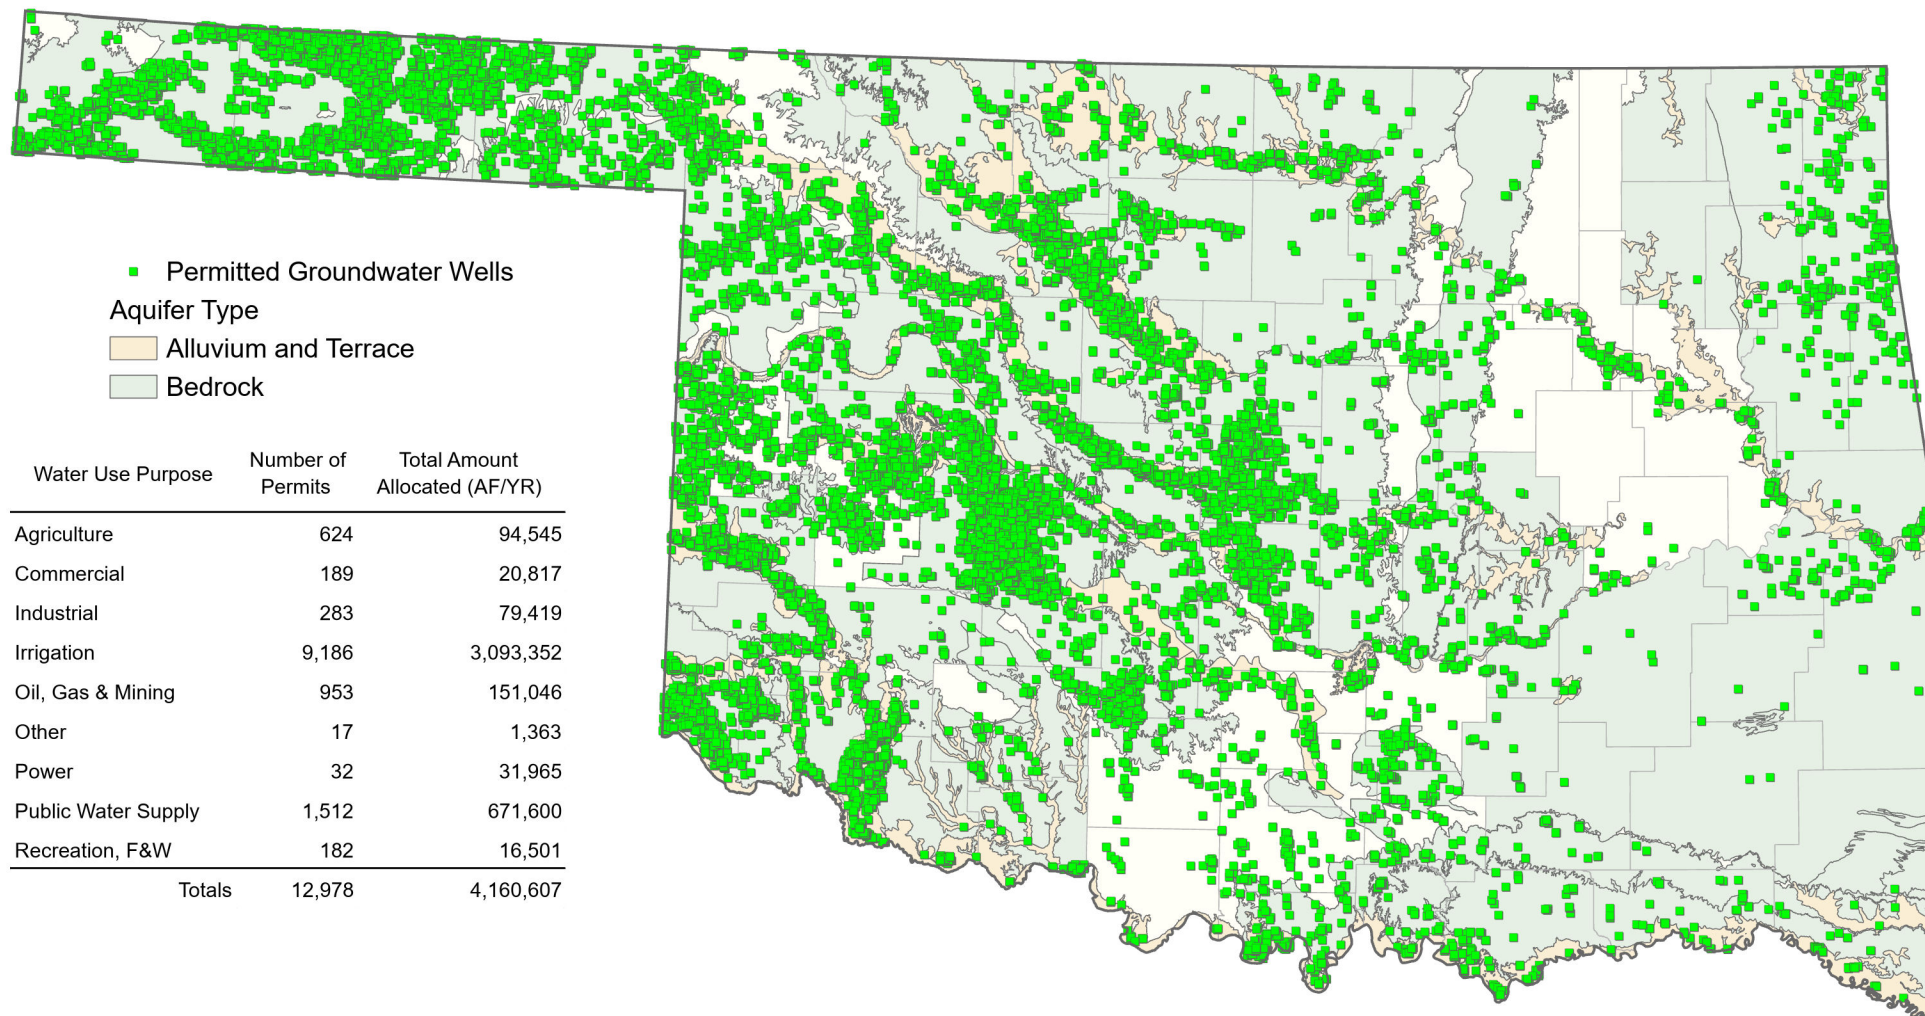 Permitted Groundwater Wells
Aquifer Type
Alluvium and Terrace
Bedrock
Water Use Purpose Number of Permits Total Amount Allocated (AF/YR)
Agriculture 624 94,545
Commercial 189 20,817
Industrial 283 79,419
Irrigation 9,186 3,093,352
Oil, Gas & Mining 953 151,046
Other 17 1,363
Power 32 31,965
Public Water Supply 1,512 671,600
Recreation, F&W 182 16,501
Totals 12,978 4,160,607